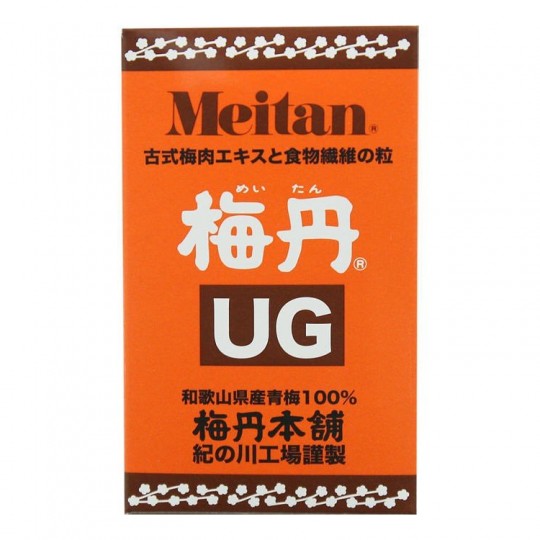 Meitan®
古式梅肉エキスと食物繊維の粒
めい たん
梅丹®
UG
和歌山県産青梅100%
梅丹本舗
紀の川工場謹製